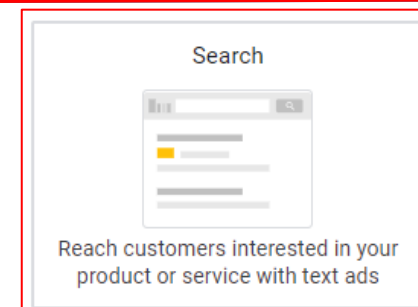 Search
Reach customers interested in your
product or service with text ads